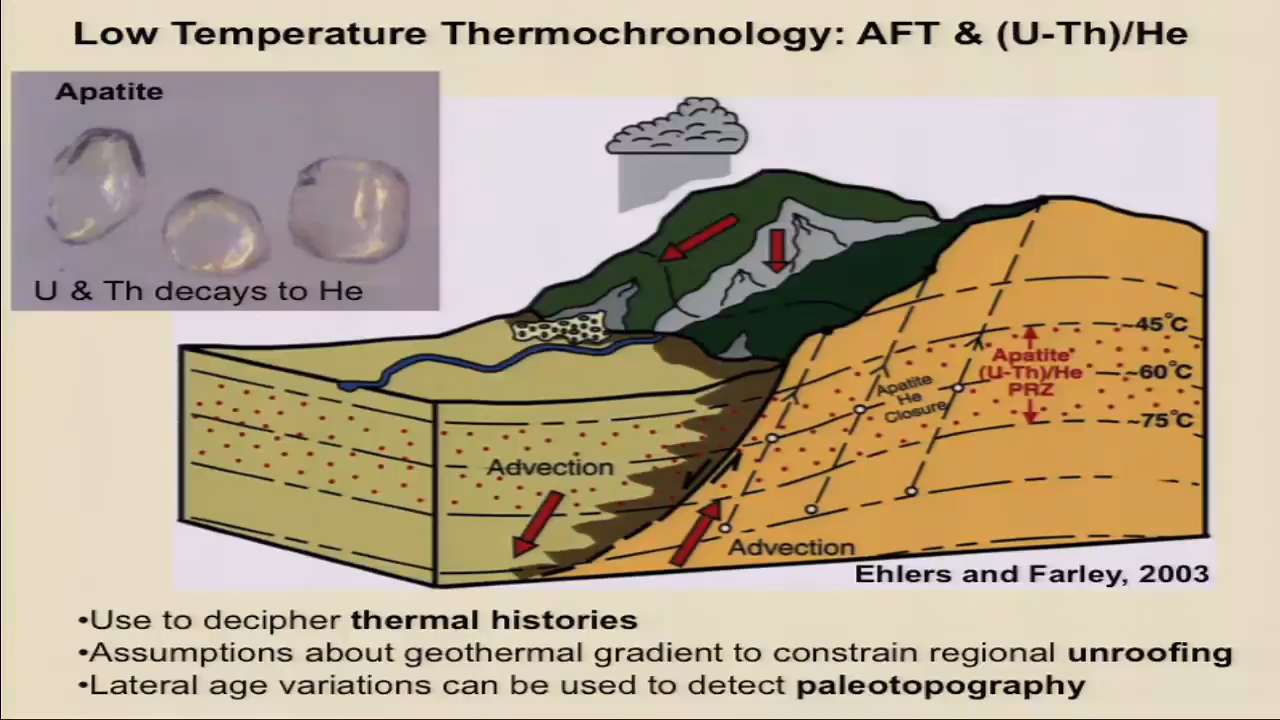 Low Temperature Thermochronology: AFT & (U-Th)/He
Apatite
U & Th decays to He
~45°C
Apatite
(U-Th)/He
PRZ
~60°C
~75°C
Apatite
He
Closure
Advection
Advection
Ehlers and Farley, 2003
•Use to decipher thermal histories
•Assumptions about geothermal gradient to constrain regional unroofing
•Lateral age variations can be used to detect paleotopography